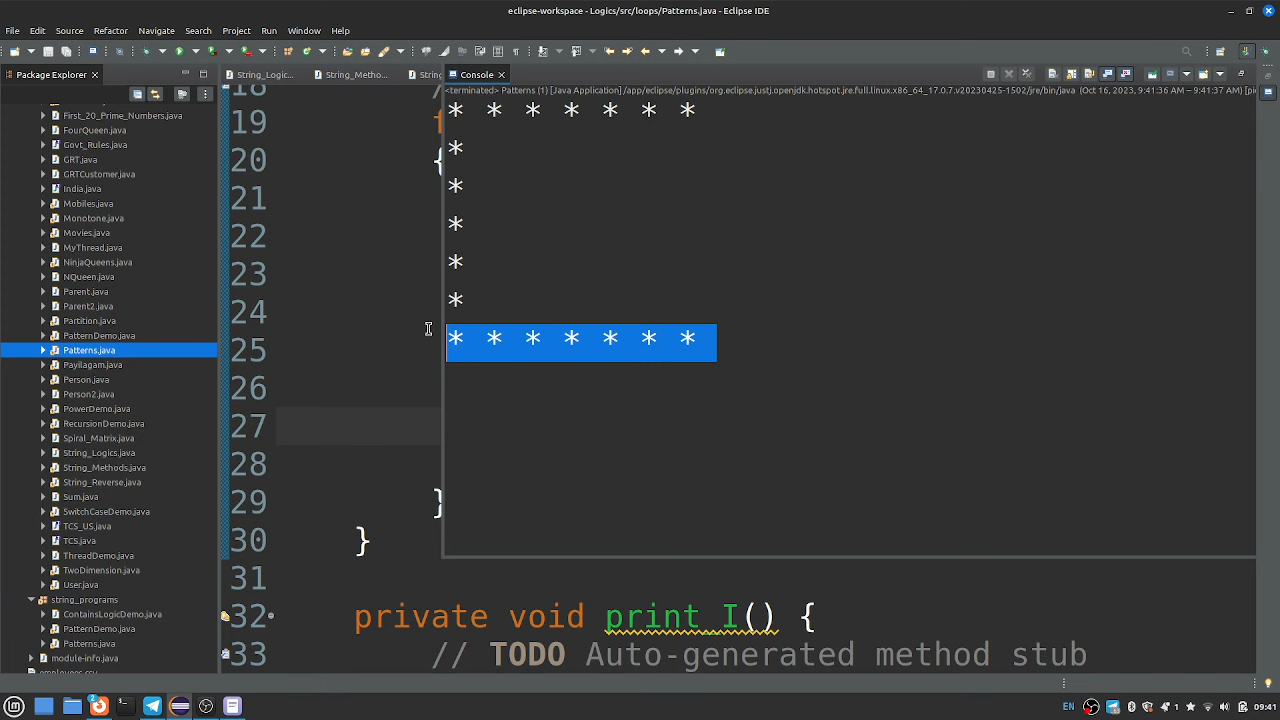 eclipse-workspace - Logics/src/loops/Patterns.java - Eclipse IDE
File Edit Source Refactor Navigate Search Project Run Window Help
Package Explorer
String_Logic...
String_Metho...
Console
<terminated> Patterns (1) [Java Application] /app/eclipse/plugins/org.eclipse.justj.openjdk.hotspot.jre.full.linux.x86_64_17.0.7.v20230425-1502/jre/bin/java (Oct 16, 2023, 9:41:36 AM – 9:41:37 AM)
First_20_Prime_Numbers.java
FourQueen.java
Govt_Rules.java
GRT.java
GRTCustomer.java
India.java
Mobiles.java
Monotone.java
Movies.java
MyThread.java
NinjaQueens.java
NQueen.java
Parent.java
Parent2.java
Partition.java
PatternDemo.java
Patterns.java
Payilagam.java
Person.java
Person2.java
PowerDemo.java
RecursionDemo.java
Spiral_Matrix.java
String_Logics.java
String_Methods.java
String_Reverse.java
Sum.java
SwitchCaseDemo.java
TCS_US.java
TCS.java
ThreadDemo.java
TwoDimension.java
User.java
string_programs
ContainsLogicDemo.java
PatternDemo.java
Patterns.java
module-info.java
18 /
19
20 {
21
22
23
24
25
26
27
28
29 }
30 }
31
32 private void print_I() {
33 // TODO Auto-generated method stub
* * * * * * *
*
*
*
*
*
* * * * * * *
EN 1 09:41